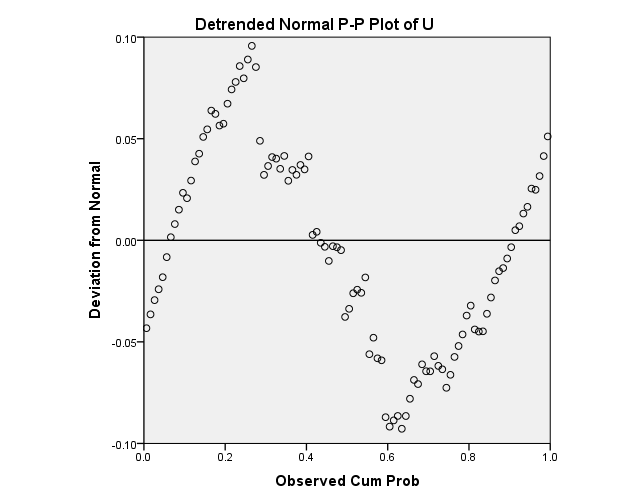 Detrended Normal P-P Plot of U
0.10
0.05
0.00
-0.05
-0.10
Deviation from Normal
0.0 0.2 0.4 0.6 0.8 1.0
Observed Cum Prob